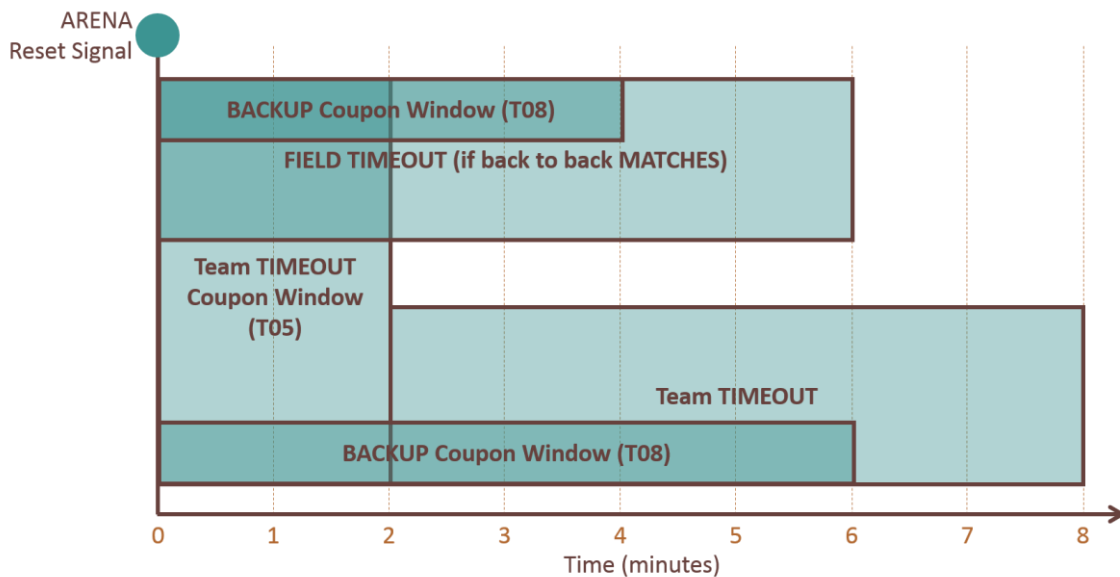 ARENA
Reset Signal
BACKUP Coupon Window (T08)
FIELD TIMEOUT (if back to back MATCHES)
Team TIMEOUT
Coupon Window
(T05)
Team TIMEOUT
BACKUP Coupon Window (T08)
0 1 2 3 4 5 6 7 8
Time (minutes)